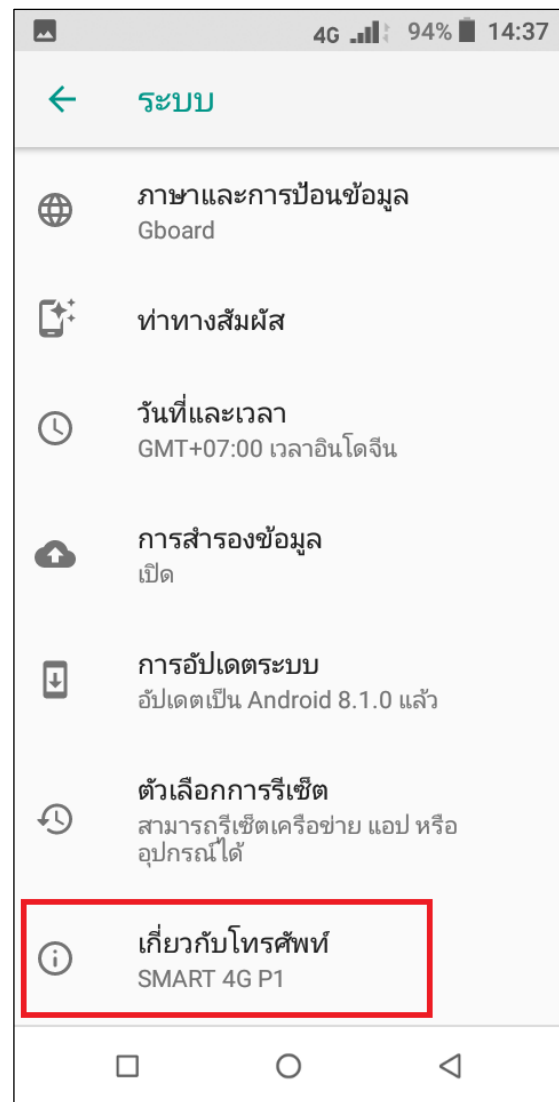 4G 94% 14:37
ระบบ
ภาษาและการป้อนข้อมูล
Gboard
ท่าทางสัมผัส
วันที่และเวลา
GMT+07:00 เวลาอินโดจีน
การสำรองข้อมูล
เปิด
การอัปเดตระบบ
อัปเดตเป็น Android 8.1.0 แล้ว
ตัวเลือกการรีเซ็ต
สามารถรีเซ็ตเครือข่าย แอป หรือ
อุปกรณ์ได้
เกี่ยวกับโทรศัพท์
SMART 4G P1